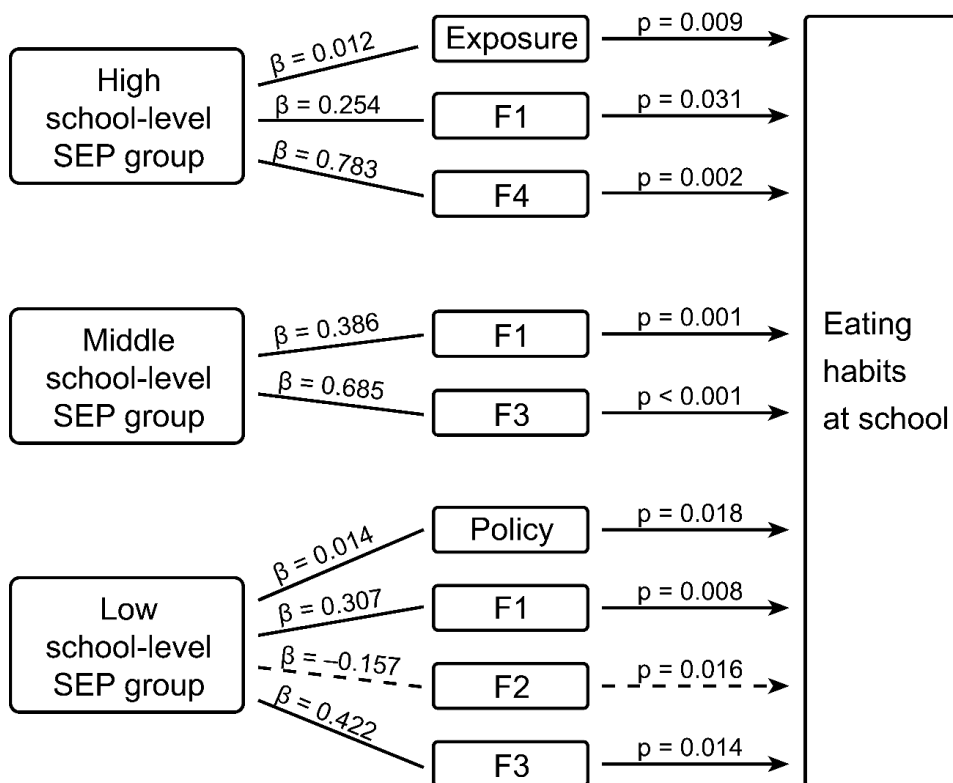 High
school-level
SEP group
β = 0.012
Exposure
p = 0.009
β = 0.254
F1
p = 0.031
β = 0.783
F4
p = 0.002
Middle
school-level
SEP group
β = 0.386
F1
p = 0.001
β = 0.685
F3
p < 0.001
Low
school-level
SEP group
β = 0.014
Policy
p = 0.018
β = 0.307
F1
p = 0.008
β = –0.157
F2
p = 0.016
β = 0.422
F3
p = 0.014
Eating
habits
at school